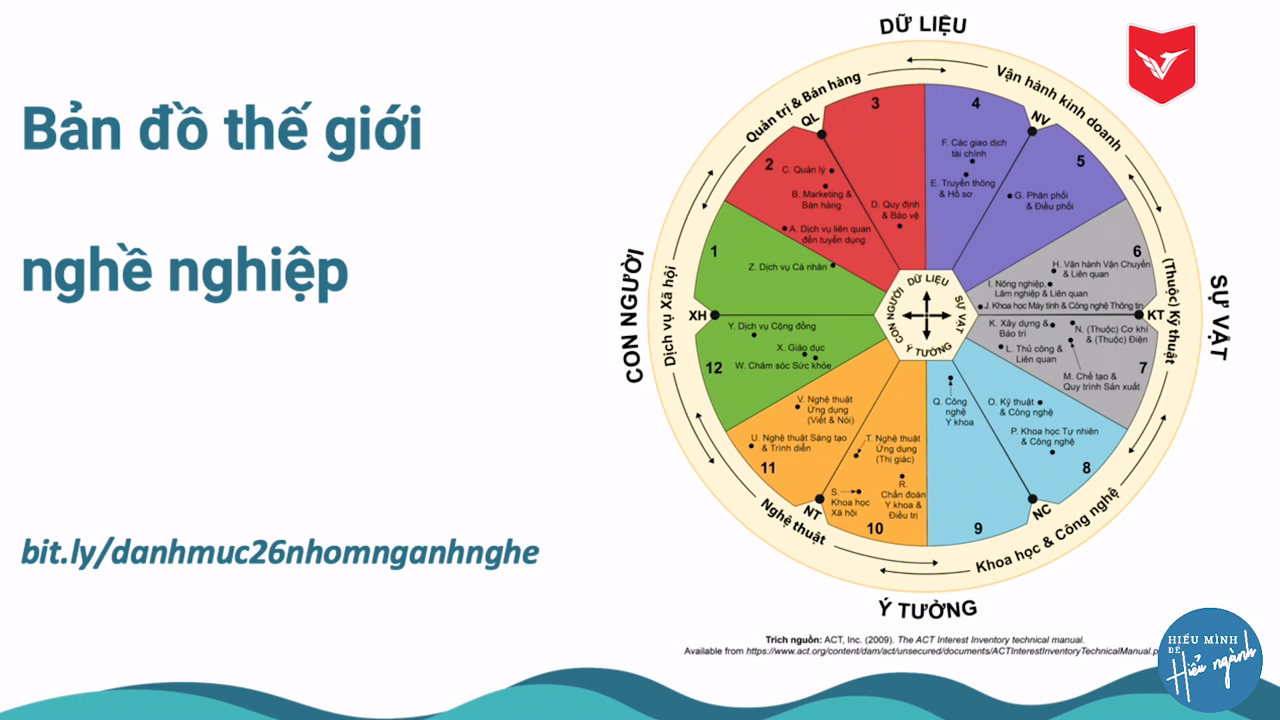 Bản đồ thế giới
nghề nghiệp
bit.ly/danhmuc26nhomnganhnghe
DỮ LIỆU
Quản trị & Bán hàng
Vận hành kinh doanh
CON NGƯỜI
Dịch vụ Xã hội
(Thuộc) Kỹ thuật
SỰ VẬT
Nghệ thuật
Khoa học & Công nghệ
Ý TƯỞNG
QL
NV
XH
KT
NT
NC
3
4
2
5
1
6
12
7
11
8
10
9
C. Quản lý
B. Marketing &
Bán hàng
D. Quy định
& Bảo vệ
A. Dịch vụ liên quan
đến tuyển dụng
F. Các giao dịch
tài chính
E. Truyền thông
& Hồ sơ
G. Phân phối
& Điều phối
Z. Dịch vụ Cá nhân
H. Vận hành Vận Chuyển
& Liên quan
I. Nông nghiệp,
Lâm nghiệp & Liên quan
J. Khoa học Máy tính & Công nghệ Thông tin
DỮ LIỆU
CON NGƯỜI
SỰ VẬT
Ý TƯỞNG
Y. Dịch vụ Cộng đồng
X. Giáo dục
W. Chăm sóc Sức khỏe
K. Xây dựng &
Bảo trì
N. (Thuộc) Cơ khí
& (Thuộc) Điện
L. Thủ công &
Liên quan
M. Chế tạo &
Quy trình Sản xuất
V. Nghệ thuật
Ứng dụng
(Viết & Nói)
U. Nghệ thuật Sáng tạo
& Trình diễn
T. Nghệ thuật
Ứng dụng
(Thị giác)
S.
Khoa học
Xã hội
R.
Chẩn đoán
Y khoa &
Điều trị
Q. Công
nghệ
Y khoa
O. Kỹ thuật
& Công nghệ
P. Khoa học Tự nhiên
& Công nghệ
Trích nguồn: ACT, Inc. (2009). The ACT Interest Inventory technical manual.
Available from https://www.act.org/content/dam/act/unsecured/documents/ACTInterestInventoryTechnicalManual.p
HIỂU MÌNH
ĐỂ
Hiểu ngành